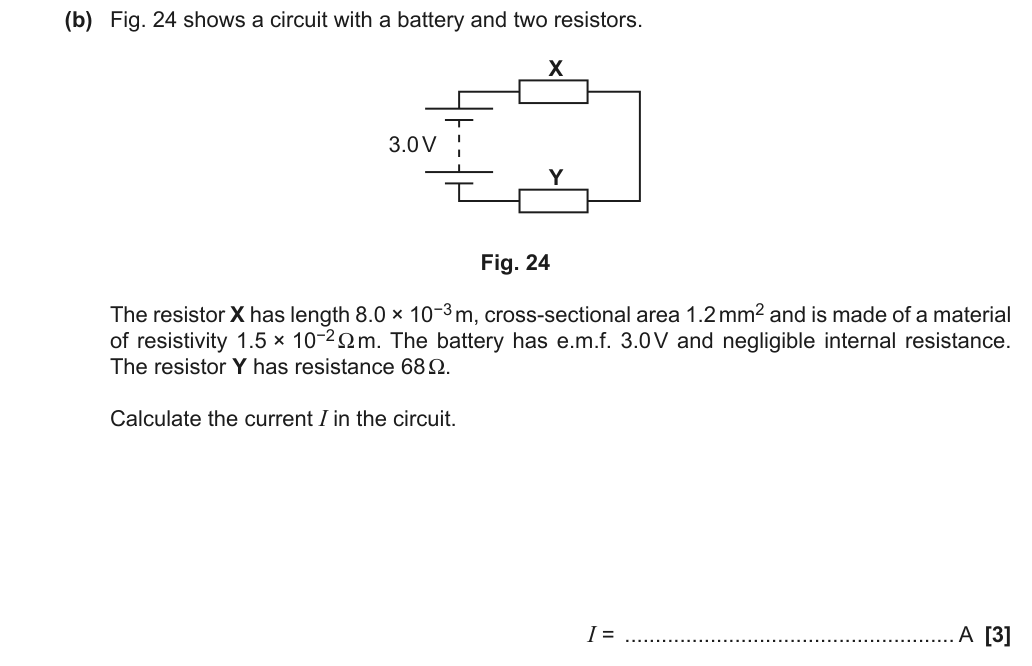 (b) Fig. 24 shows a circuit with a battery and two resistors.
X
3.0 V
Y
Fig. 24
The resistor X has length 8.0 × 10⁻³ m, cross-sectional area 1.2 mm² and is made of a material
of resistivity 1.5 × 10⁻² Ω m. The battery has e.m.f. 3.0 V and negligible internal resistance.
The resistor Y has resistance 68 Ω.
Calculate the current I in the circuit.
I = ..................................................... A [3]